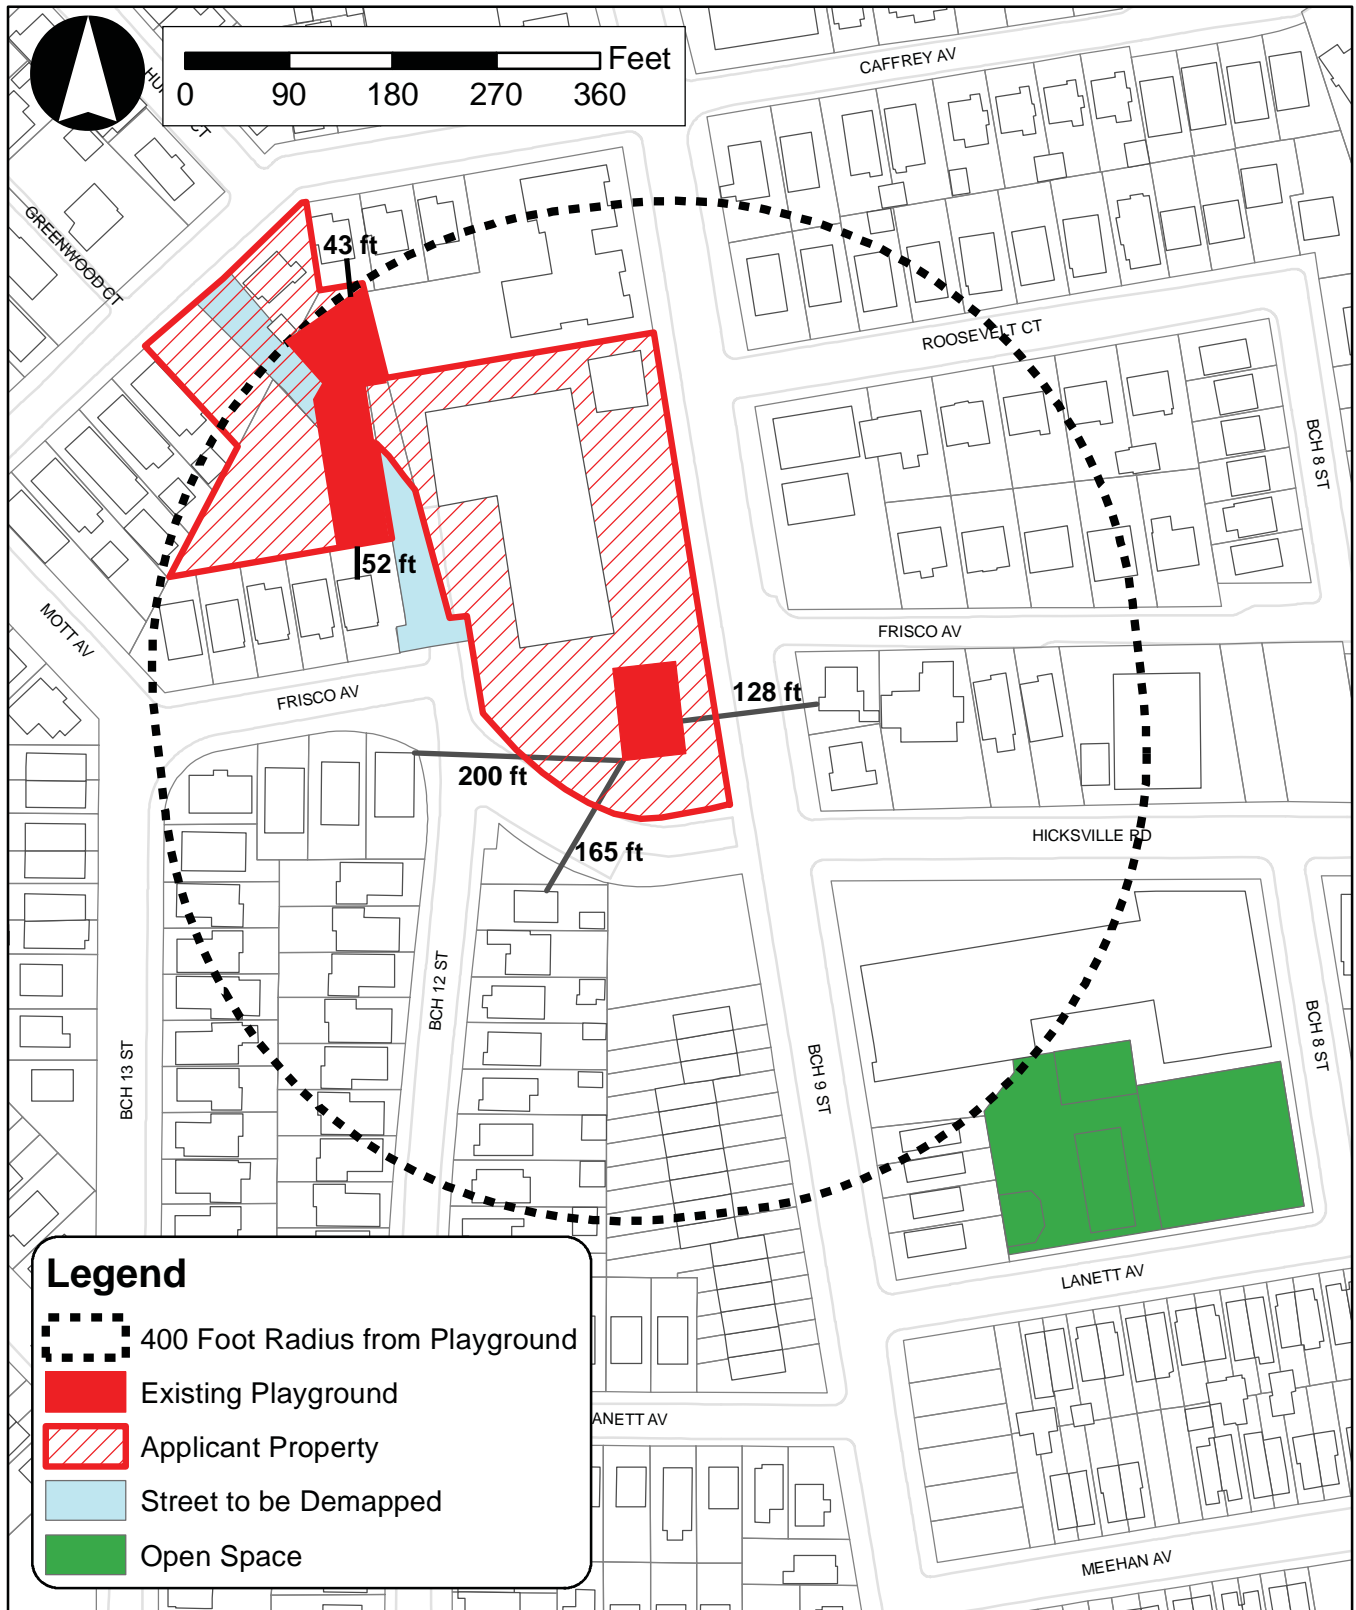 Feet
0 90 180 270 360
CAFFREY AV
CT
GREENWOOD CT
43 ft
ROOSEVELT CT
BCH 8 ST
52 ft
MOTT AV
FRISCO AV
FRISCO AV
128 ft
200 ft
165 ft
HICKSVILLE RD
BCH 12 ST
BCH 13 ST
BCH 9 ST
BCH 8 ST
LANETT AV
ANETT AV
MEEHAN AV
Legend
400 Foot Radius from Playground
Existing Playground
Applicant Property
Street to be Demapped
Open Space